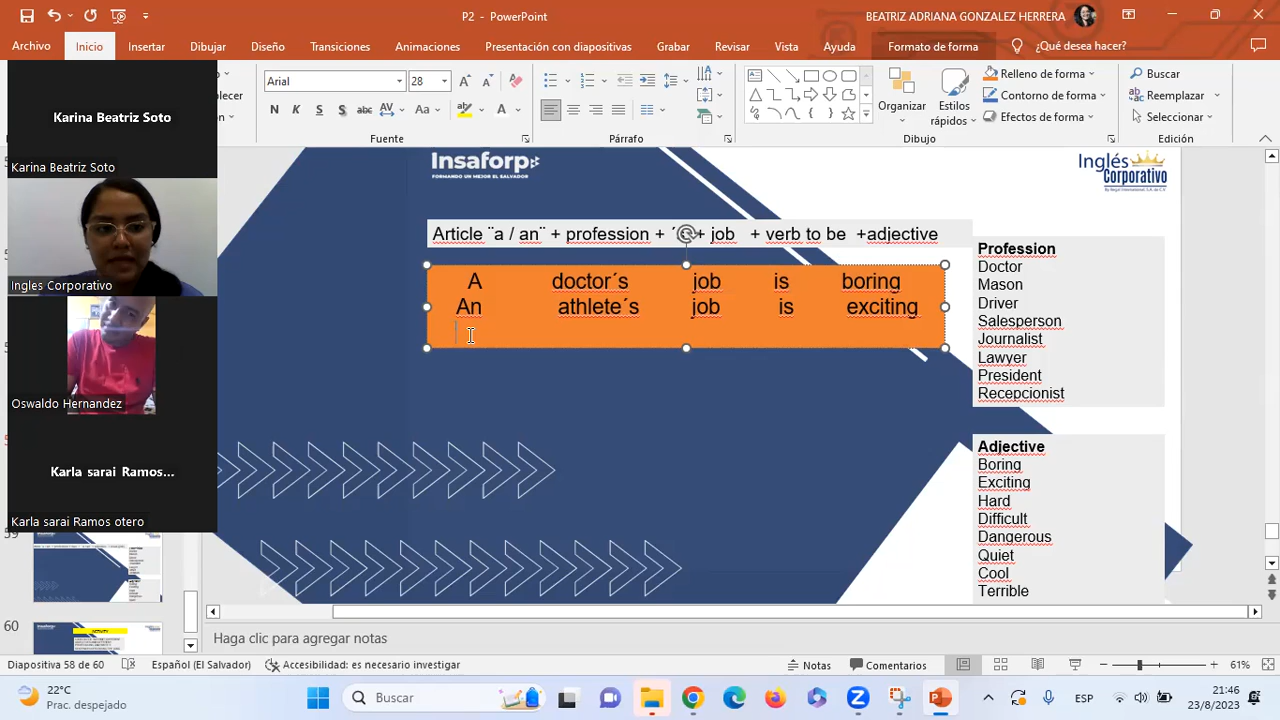 P2 - PowerPoint
BEATRIZ ADRIANA GONZALEZ HERRERA
Archivo Inicio Insertar Dibujar Diseño Transiciones Animaciones Presentación con diapositivas Grabar Revisar Vista Ayuda Formato de forma ¿Qué desea hacer?
Arial 28
Relleno de forma
Buscar
Contorno de forma
Reemplazar
Efectos de forma
Seleccionar
Organizar
Estilos rápidos
Fuente Párrafo Dibujo Edición
Karina Beatriz Soto
Karina Beatriz Soto
Ingles Corporativo
Oswaldo Hernandez
Karla sarai Ramos...
Karla sarai Ramos otero
Insaforp
FORMANDO UN MEJOR EL SALVADOR
Inglés
Corporativo
Article ¨a / an¨ + profession + ´ + job + verb to be +adjective
A doctor´s job is boring
An athlete´s job is exciting
Profession
Doctor
Mason
Driver
Salesperson
Journalist
Lawyer
President
Recepcionist
Adjective
Boring
Exciting
Hard
Difficult
Dangerous
Quiet
Cool
Terrible
59
60
Haga clic para agregar notas
Diapositiva 58 de 60
Español (El Salvador)
Accesibilidad: es necesario investigar
Notas
Comentarios
61%
22°C
Prac. despejado
Buscar
ESP
21:46
23/8/2023